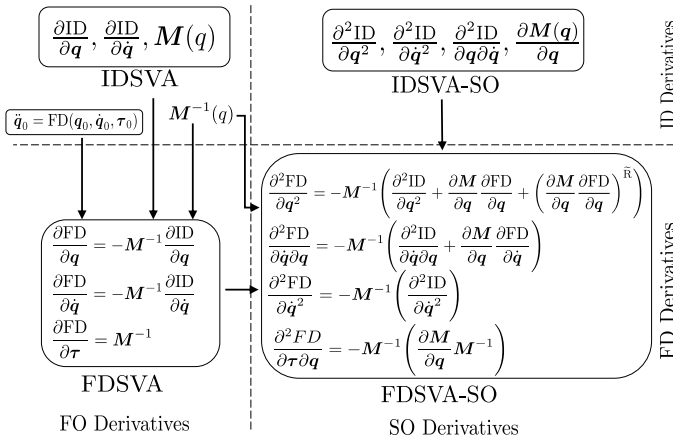 ∂ID/∂q, ∂ID/∂q̇, M(q)
IDSVA
q̈₀ = FD(q₀, q̇₀, τ₀)
M⁻¹(q)
∂²ID/∂q², ∂²ID/∂q̇², ∂²ID/∂q∂q̇, ∂M(q)/∂q
IDSVA-SO
ID Derivatives
∂FD/∂q = −M⁻¹ ∂ID/∂q
∂FD/∂q̇ = −M⁻¹ ∂ID/∂q̇
∂FD/∂τ = M⁻¹
FDSVA
FO Derivatives
∂²FD/∂q² = −M⁻¹(∂²ID/∂q² + ∂M/∂q ∂FD/∂q + (∂M/∂q ∂FD/∂q)^R̃)
∂²FD/∂q̇∂q = −M⁻¹(∂²ID/∂q̇∂q + ∂M/∂q ∂FD/∂q̇)
∂²FD/∂q̇² = −M⁻¹(∂²ID/∂q̇²)
∂²FD/∂τ∂q = −M⁻¹(∂M/∂q M⁻¹)
FDSVA-SO
SO Derivatives
FD Derivatives